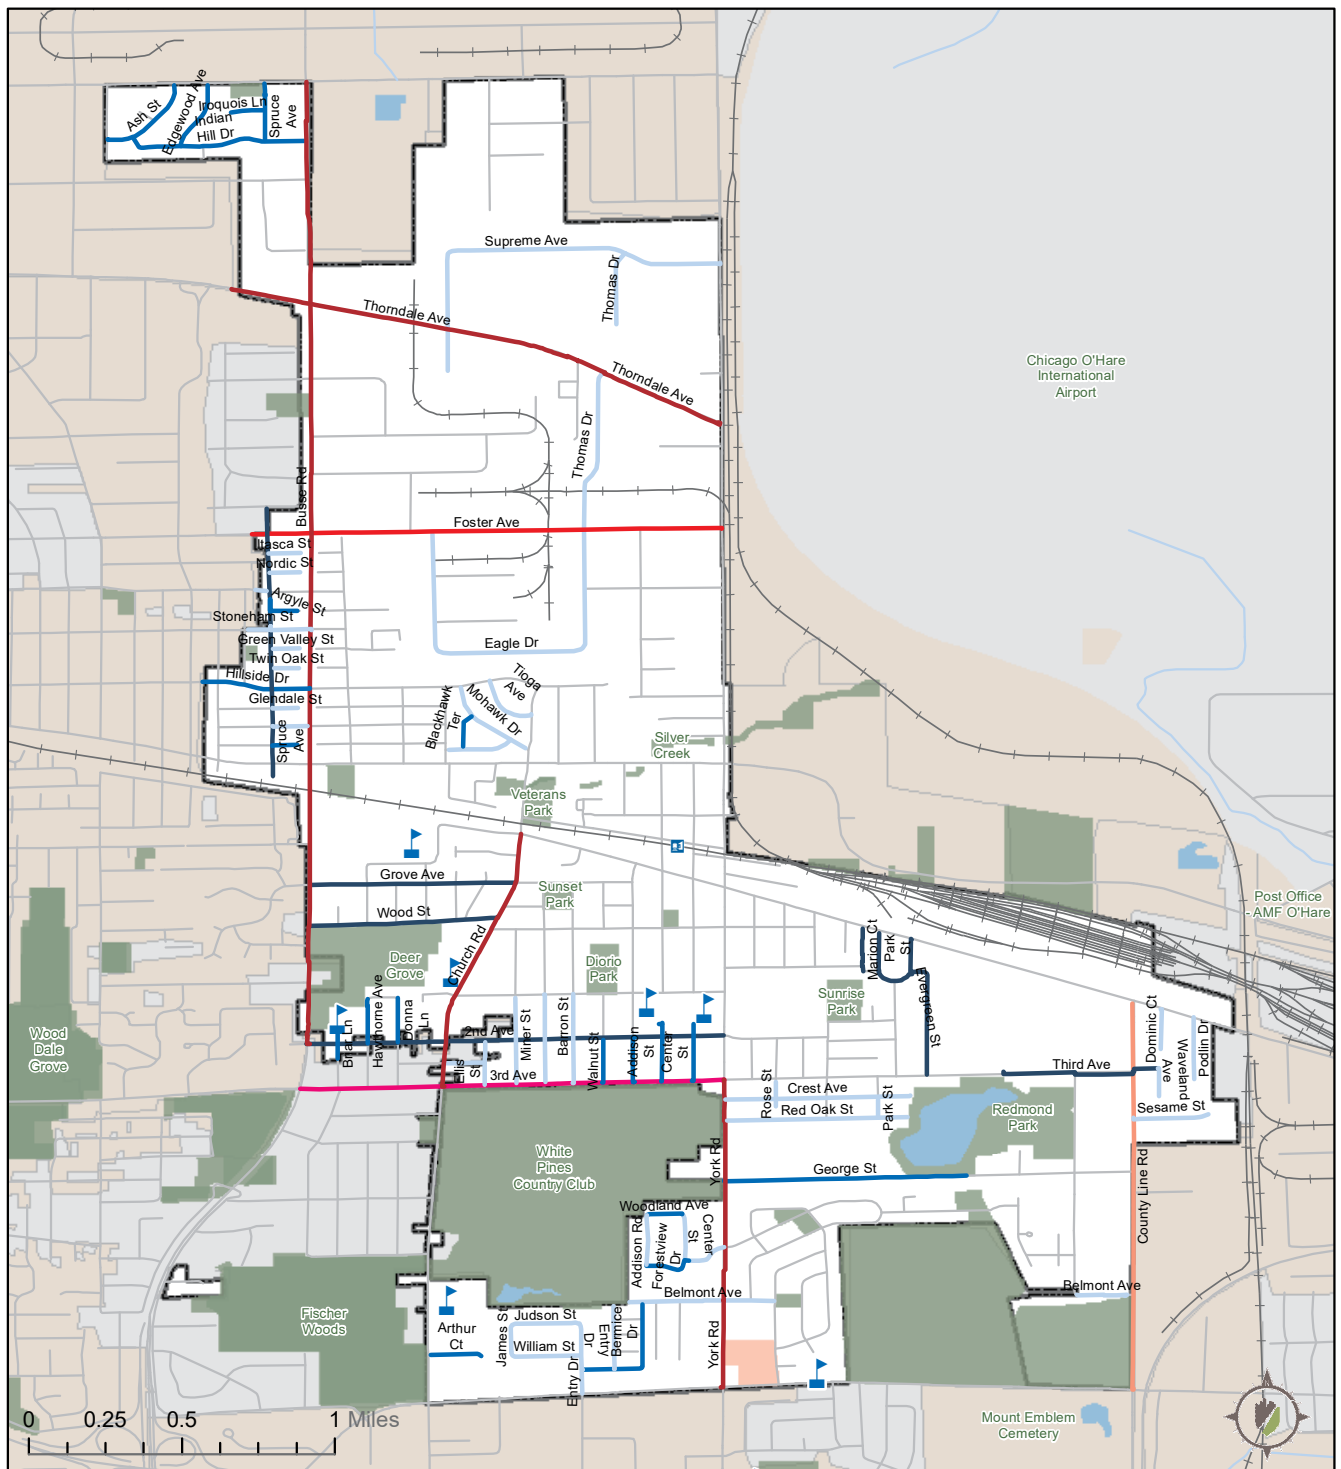 Ash St
Edgewood Ave
Iroquois Ln
Indian
Hill Dr
Spruce
Ave
Supreme Ave
Thomas Dr
Thorndale Ave
Thorndale Ave
Chicago O'Hare
International
Airport
Thomas Dr
Busse Rd
Foster Ave
Itasca St
Nordic St
Argyle St
Stoneham St
Green Valley St
Twin Oak St
Hillside Dr
Glendale St
Spruce
Ave
Eagle Dr
Tioga
Ave
Mohawk Dr
Blackhawk
Ter
Silver
Creek
Veterans
Park
Grove Ave
Sunset
Park
Wood St
Church Rd
Deer
Grove
Diorio
Park
Marion Ct
Park
St
Evergreen St
Sunrise
Park
Post Office
- AMF O'Hare
Wood
Dale
Grove
Briar Ln
Hawthorne Ave
Donna
Ln
2nd Ave
Ellis
St
3rd Ave
Miner St
Barron St
Walnut St
Addison
St
Center
St
Rose St
Crest Ave
Red Oak St
Park St
Third Ave
Dominic Ct
Waveland
Ave
Poplin Dr
Sesame St
Redmond
Park
White
Pines
Country Club
York Rd
George St
County Line Rd
Woodland Ave
Addison Rd
Forestview
Dr
Center
St
Belmont Ave
Belmont Ave
Fischer
Woods
Arthur
Ct
James St
Judson St
William St
Entry
Dr
Bermice
Dr
Entry Dr
York Rd
Mount Emblem
Cemetery
0 0.25 0.5 1 Miles